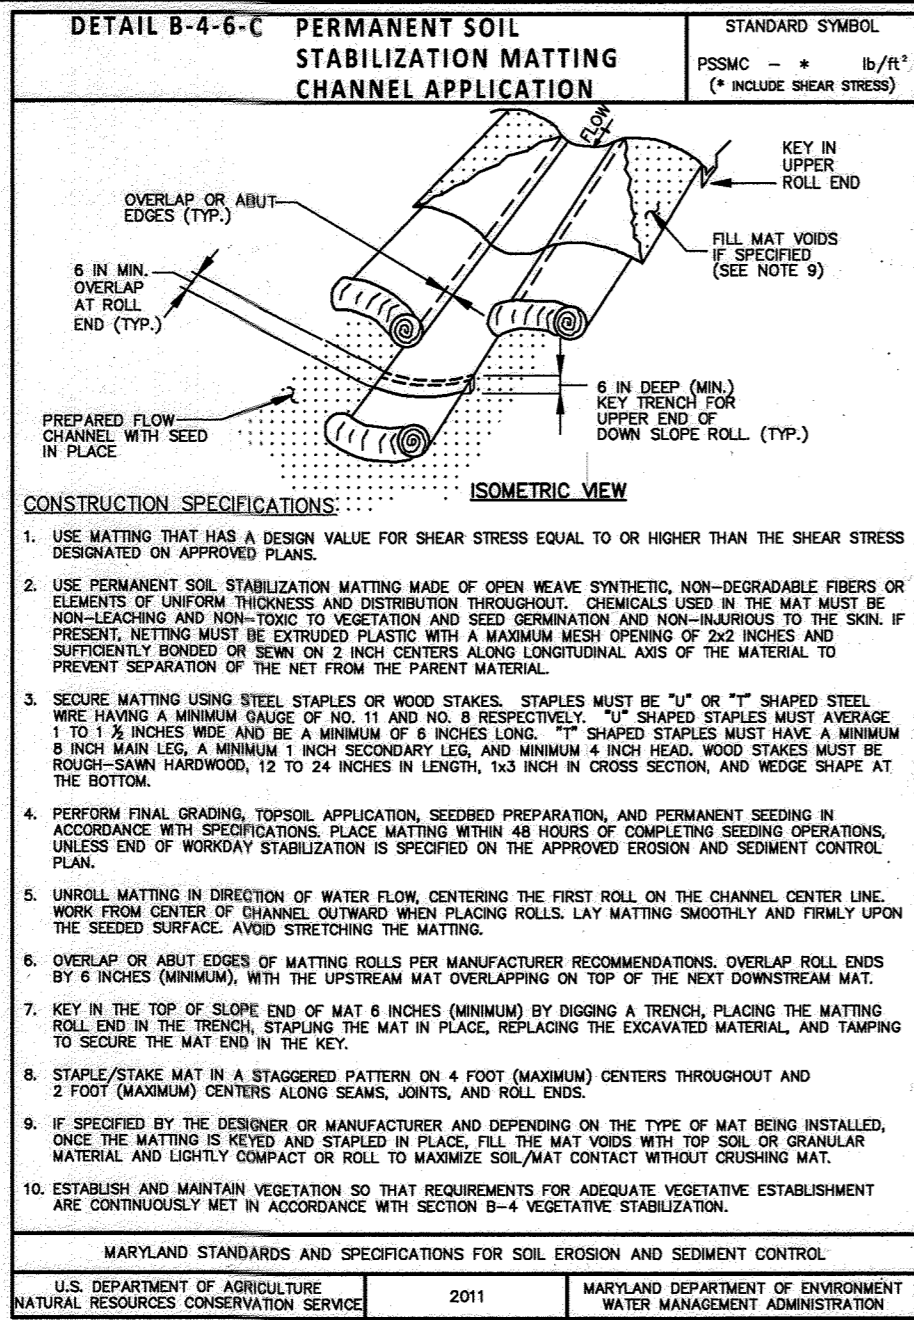 DETAIL B-4-6-C PERMANENT SOIL
STABILIZATION MATTING
CHANNEL APPLICATION
STANDARD SYMBOL
PSSMC – * lb/ft²
(* INCLUDE SHEAR STRESS)
FLOW
KEY IN
UPPER
ROLL END
OVERLAP OR ABUT
EDGES (TYP.)
FILL MAT VOIDS
IF SPECIFIED
(SEE NOTE 9)
6 IN MIN.
OVERLAP
AT ROLL
END (TYP.)
6 IN DEEP (MIN.)
KEY TRENCH FOR
UPPER END OF
DOWN SLOPE ROLL. (TYP.)
PREPARED FLOW
CHANNEL WITH SEED
IN PLACE
ISOMETRIC VIEW
CONSTRUCTION SPECIFICATIONS:
1. USE MATTING THAT HAS A DESIGN VALUE FOR SHEAR STRESS EQUAL TO OR HIGHER THAN THE SHEAR STRESS
DESIGNATED ON APPROVED PLANS.
2. USE PERMANENT SOIL STABILIZATION MATTING MADE OF OPEN WEAVE SYNTHETIC, NON-DEGRADABLE FIBERS OR
ELEMENTS OF UNIFORM THICKNESS AND DISTRIBUTION THROUGHOUT. CHEMICALS USED IN THE MAT MUST BE
NON-LEACHING AND NON-TOXIC TO VEGETATION AND SEED GERMINATION AND NON-INJURIOUS TO THE SKIN. IF
PRESENT, NETTING MUST BE EXTRUDED PLASTIC WITH A MAXIMUM MESH OPENING OF 2x2 INCHES AND
SUFFICIENTLY BONDED OR SEWN ON 2 INCH CENTERS ALONG LONGITUDINAL AXIS OF THE MATERIAL TO
PREVENT SEPARATION OF THE NET FROM THE PARENT MATERIAL.
3. SECURE MATTING USING STEEL STAPLES OR WOOD STAKES. STAPLES MUST BE "U" OR "T" SHAPED STEEL
WIRE HAVING A MINIMUM GAUGE OF NO. 11 AND NO. 8 RESPECTIVELY. "U" SHAPED STAPLES MUST AVERAGE
1 TO 1 ½ INCHES WIDE AND BE A MINIMUM OF 6 INCHES LONG. "T" SHAPED STAPLES MUST HAVE A MINIMUM
8 INCH MAIN LEG, A MINIMUM 1 INCH SECONDARY LEG, AND MINIMUM 4 INCH HEAD. WOOD STAKES MUST BE
ROUGH-SAWN HARDWOOD, 12 TO 24 INCHES IN LENGTH, 1x3 INCH IN CROSS SECTION, AND WEDGE SHAPE AT
THE BOTTOM.
4. PERFORM FINAL GRADING, TOPSOIL APPLICATION, SEEDBED PREPARATION, AND PERMANENT SEEDING IN
ACCORDANCE WITH SPECIFICATIONS. PLACE MATTING WITHIN 48 HOURS OF COMPLETING SEEDING OPERATIONS,
UNLESS END OF WORKDAY STABILIZATION IS SPECIFIED ON THE APPROVED EROSION AND SEDIMENT CONTROL
PLAN.
5. UNROLL MATTING IN DIRECTION OF WATER FLOW, CENTERING THE FIRST ROLL ON THE CHANNEL CENTER LINE.
WORK FROM CENTER OF CHANNEL OUTWARD WHEN PLACING ROLLS. LAY MATTING SMOOTHLY AND FIRMLY UPON
THE SEEDED SURFACE. AVOID STRETCHING THE MATTING.
6. OVERLAP OR ABUT EDGES OF MATTING ROLLS PER MANUFACTURER RECOMMENDATIONS. OVERLAP ROLL ENDS
BY 6 INCHES (MINIMUM), WITH THE UPSTREAM MAT OVERLAPPING ON TOP OF THE NEXT DOWNSTREAM MAT.
7. KEY IN THE TOP OF SLOPE END OF MAT 6 INCHES (MINIMUM) BY DIGGING A TRENCH, PLACING THE MATTING
ROLL END IN THE TRENCH, STAPLING THE MAT IN PLACE, REPLACING THE EXCAVATED MATERIAL, AND TAMPING
TO SECURE THE MAT END IN THE KEY.
8. STAPLE/STAKE MAT IN A STAGGERED PATTERN ON 4 FOOT (MAXIMUM) CENTERS THROUGHOUT AND
2 FOOT (MAXIMUM) CENTERS ALONG SEAMS, JOINTS, AND ROLL ENDS.
9. IF SPECIFIED BY THE DESIGNER OR MANUFACTURER AND DEPENDING ON THE TYPE OF MAT BEING INSTALLED,
ONCE THE MATTING IS KEYED AND STAPLED IN PLACE, FILL THE MAT VOIDS WITH TOP SOIL OR GRANULAR
MATERIAL AND LIGHTLY COMPACT OR ROLL TO MAXIMIZE SOIL/MAT CONTACT WITHOUT CRUSHING MAT.
10. ESTABLISH AND MAINTAIN VEGETATION SO THAT REQUIREMENTS FOR ADEQUATE VEGETATIVE ESTABLISHMENT
ARE CONTINUOUSLY MET IN ACCORDANCE WITH SECTION B-4 VEGETATIVE STABILIZATION.
MARYLAND STANDARDS AND SPECIFICATIONS FOR SOIL EROSION AND SEDIMENT CONTROL
U.S. DEPARTMENT OF AGRICULTURE
NATURAL RESOURCES CONSERVATION SERVICE
2011
MARYLAND DEPARTMENT OF ENVIRONMENT
WATER MANAGEMENT ADMINISTRATION